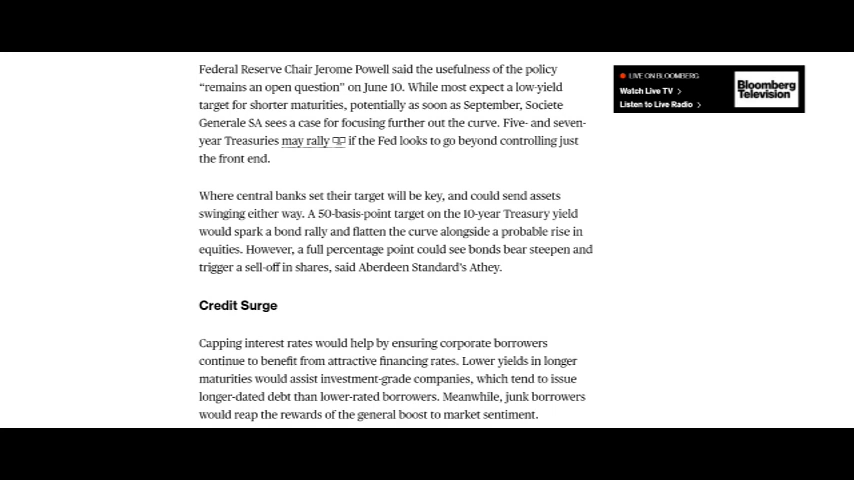 Federal Reserve Chair Jerome Powell said the usefulness of the policy
“remains an open question” on June 10. While most expect a low-yield
target for shorter maturities, potentially as soon as September, Societe
Generale SA sees a case for focusing further out the curve. Five- and seven-
year Treasuries may rally if the Fed looks to go beyond controlling just
the front end.
Where central banks set their target will be key, and could send assets
swinging either way. A 50-basis-point target on the 10-year Treasury yield
would spark a bond rally and flatten the curve alongside a probable rise in
equities. However, a full percentage point could see bonds bear steepen and
trigger a sell-off in shares, said Aberdeen Standard’s Athey.
Credit Surge
Capping interest rates would help by ensuring corporate borrowers
continue to benefit from attractive financing rates. Lower yields in longer
maturities would assist investment-grade companies, which tend to issue
longer-dated debt than lower-rated borrowers. Meanwhile, junk borrowers
would reap the rewards of the general boost to market sentiment.
LIVE ON BLOOMBERG
Watch Live TV >
Listen to Live Radio >
Bloomberg
Television